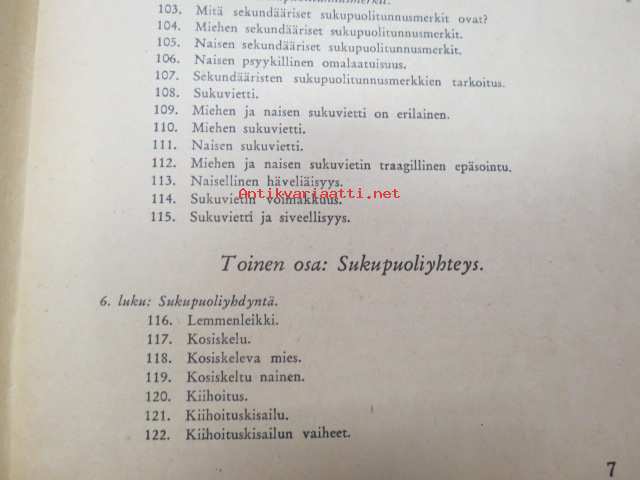 103. Mitä sekundääriset sukupuolitunnusmerkit ovat?
104. Miehen sekundääriset sukupuolitunnusmerkit.
105. Naisen sekundääriset sukupuolitunnusmerkit.
106. Naisen psyykillinen omalaatuisuus.
107. Sekundääristen sukupuolitunnusmerkkien tarkoitus.
108. Sukuvietti.
109. Miehen ja naisen sukuvietti on erilainen.
110. Miehen sukuvietti.
111. Naisen sukuvietti.
112. Miehen ja naisen sukuvietin traagillinen epäsointu.
113. Naisellinen häveliäisyys.
Antikvariaatti.net
114. Sukuvietin voimakkuus.
115. Sukuvietti ja siveellisyys.
Toinen osa: Sukupuoliyhteys.
6. luku: Sukupuoliyhdyntä.
116. Lemmenleikki.
117. Kosiskelu.
118. Kosiskeleva mies.
119. Kosiskeltu nainen.
120. Kiihoitus.
121. Kiihoituskisailu.
122. Kiihoituskisailun vaiheet.
7